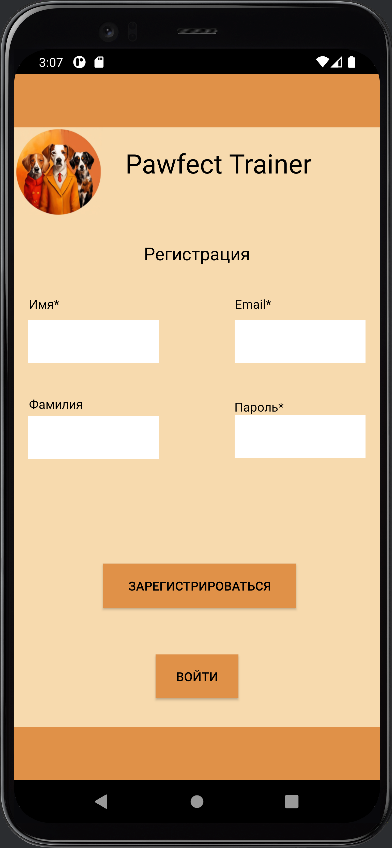 3:07
Pawfect Trainer
Регистрация
Имя*
Email*
Фамилия
Пароль*
ЗАРЕГИСТРИРОВАТЬСЯ
ВОЙТИ